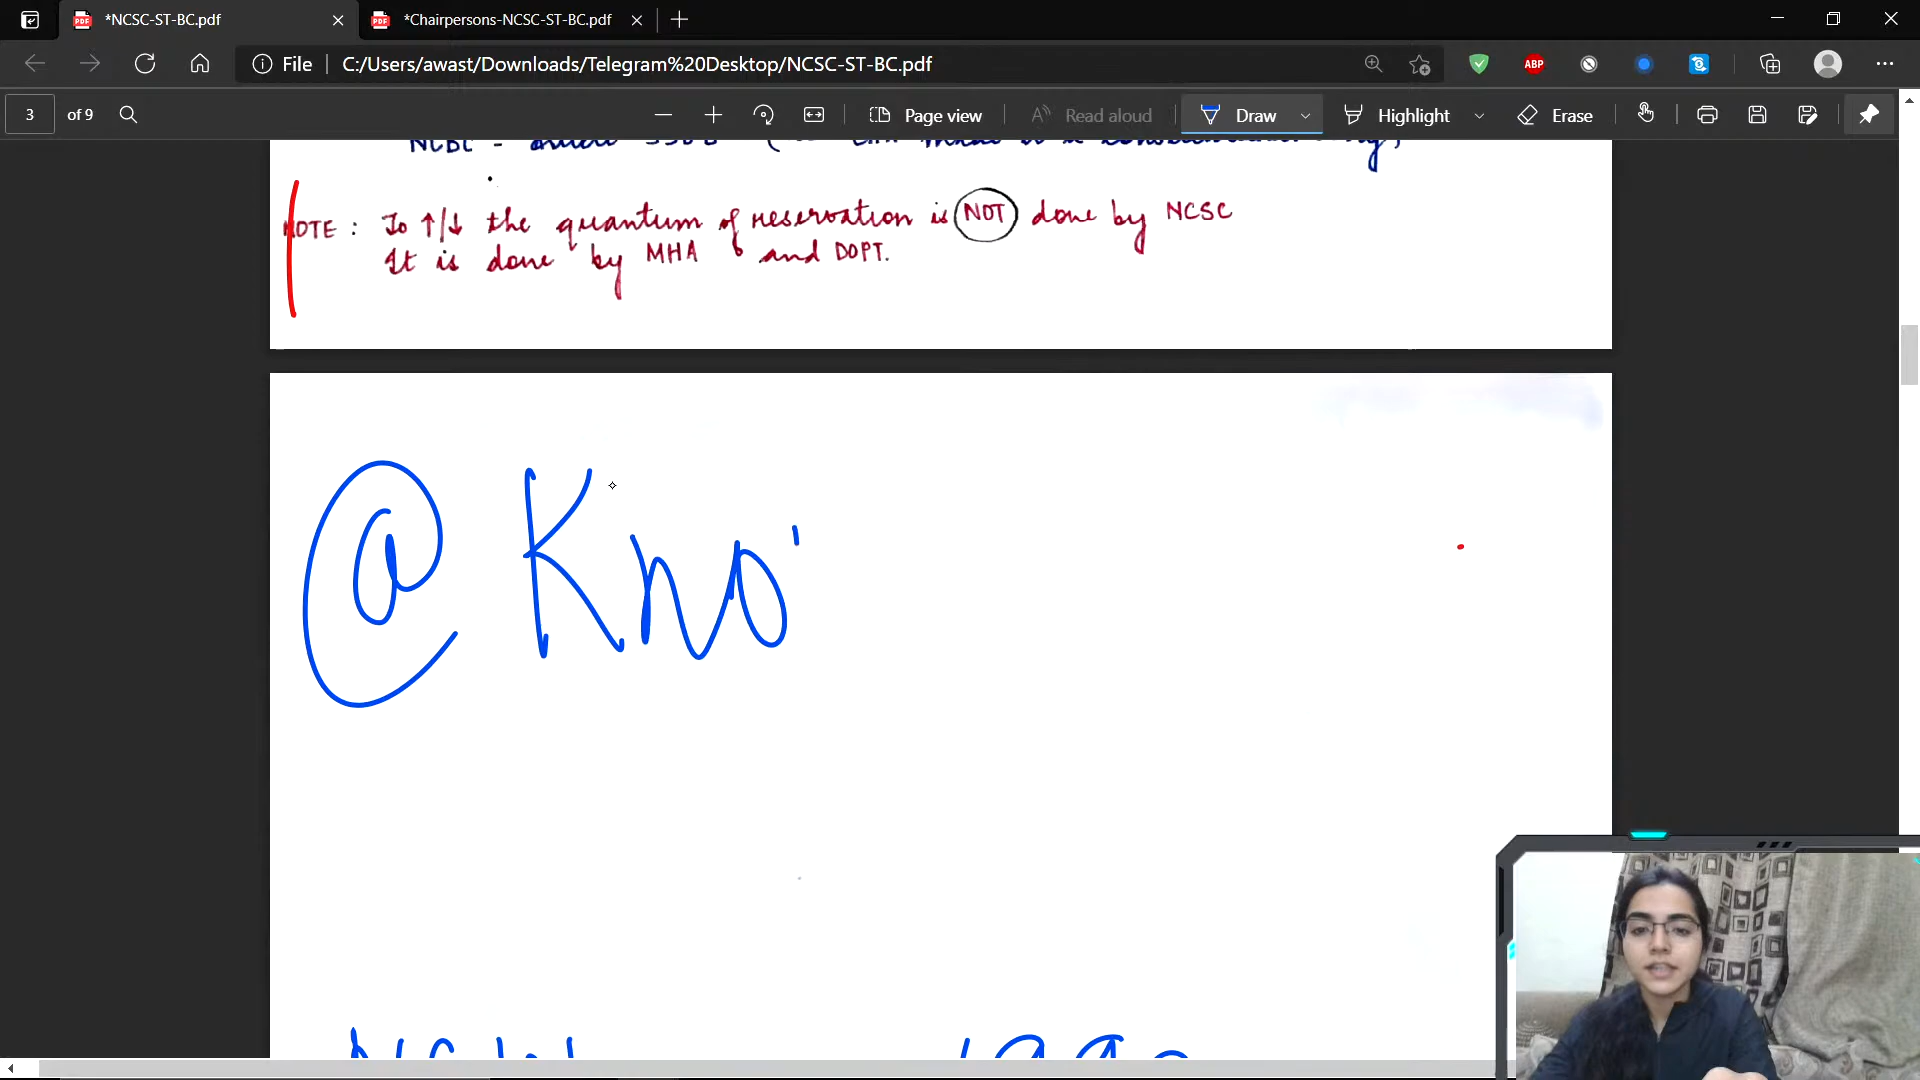 *NCSC-ST-BC.pdf
*Chairpersons-NCSC-ST-BC.pdf
File
C:/Users/awast/Downloads/Telegram%20Desktop/NCSC-ST-BC.pdf
ABP
3 of 9
Page view
Read aloud
Draw
Highlight
Erase
NCBC -
NOTE : To ↑/↓ the quantum of reservation is NOT done by NCSC
It is done by MHA and DOPT.
@ Kno